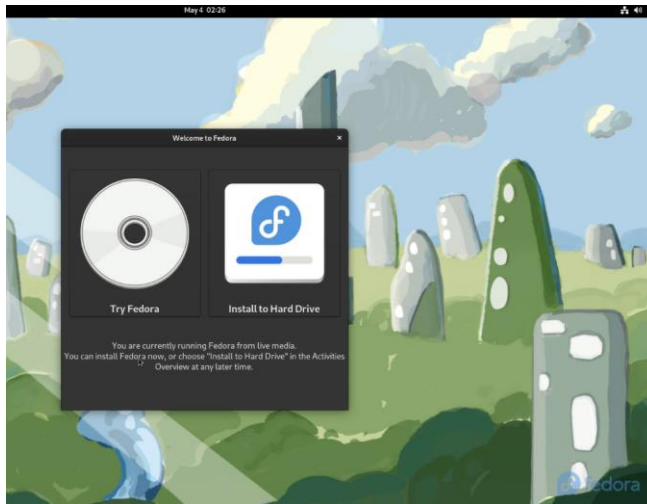 May 4 02:26
Welcome to Fedora
Try Fedora
Install to Hard Drive
You are currently running Fedora from live media.
You can install Fedora now, or choose "Install to Hard Drive" in the Activities
Overview at any later time.
fedora